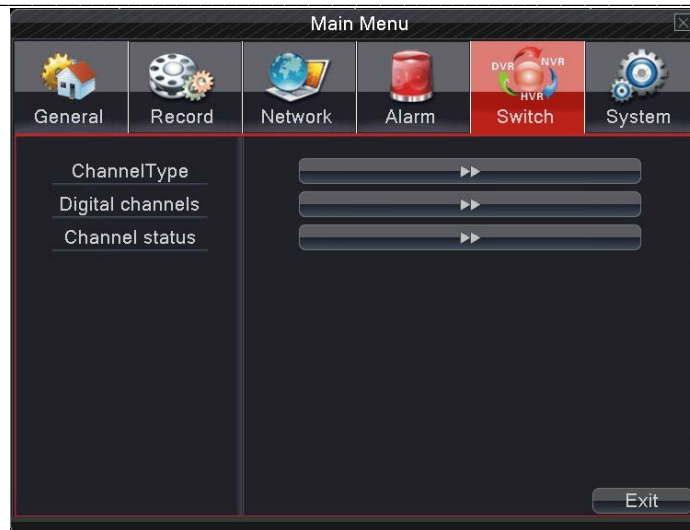 Main Menu
DVR NVR
HVR
General Record Network Alarm Switch System
ChannelType
Digital channels
Channel status
Exit